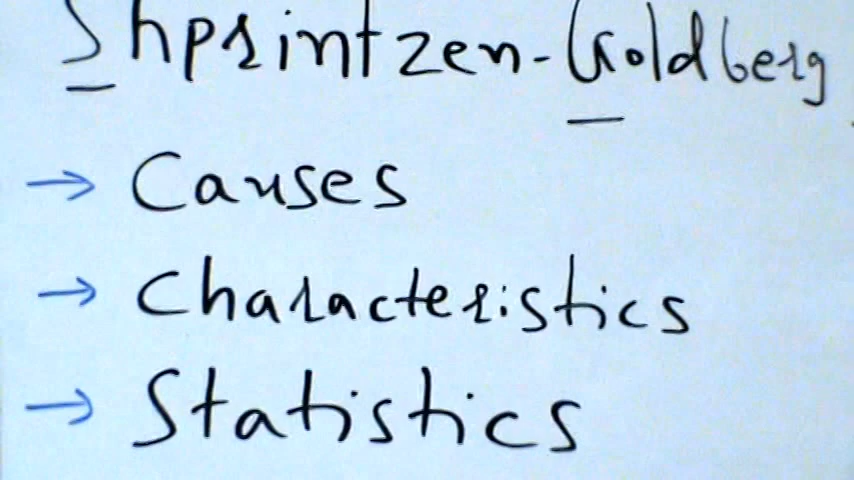 Shprintzen-Goldberg
→ Causes
→ Characteristics
→ Statistics